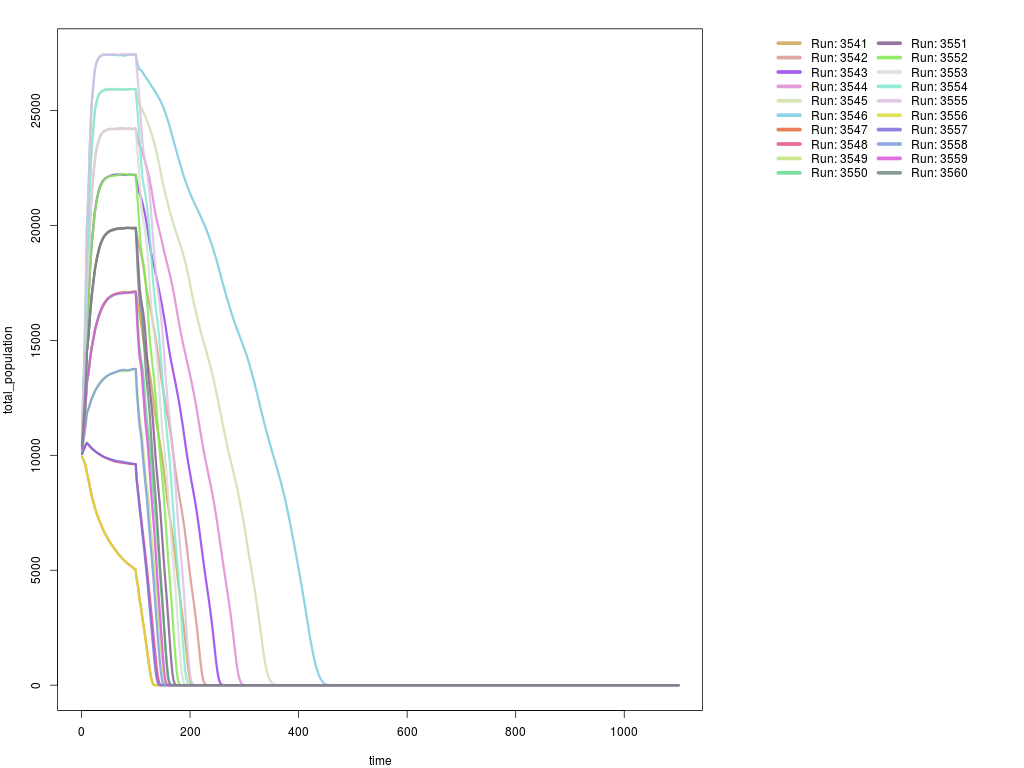 total_population
25000
20000
15000
10000
5000
0
0 200 400 600 800 1000
time
Run: 3541 Run: 3551
Run: 3542 Run: 3552
Run: 3543 Run: 3553
Run: 3544 Run: 3554
Run: 3545 Run: 3555
Run: 3546 Run: 3556
Run: 3547 Run: 3557
Run: 3548 Run: 3558
Run: 3549 Run: 3559
Run: 3550 Run: 3560